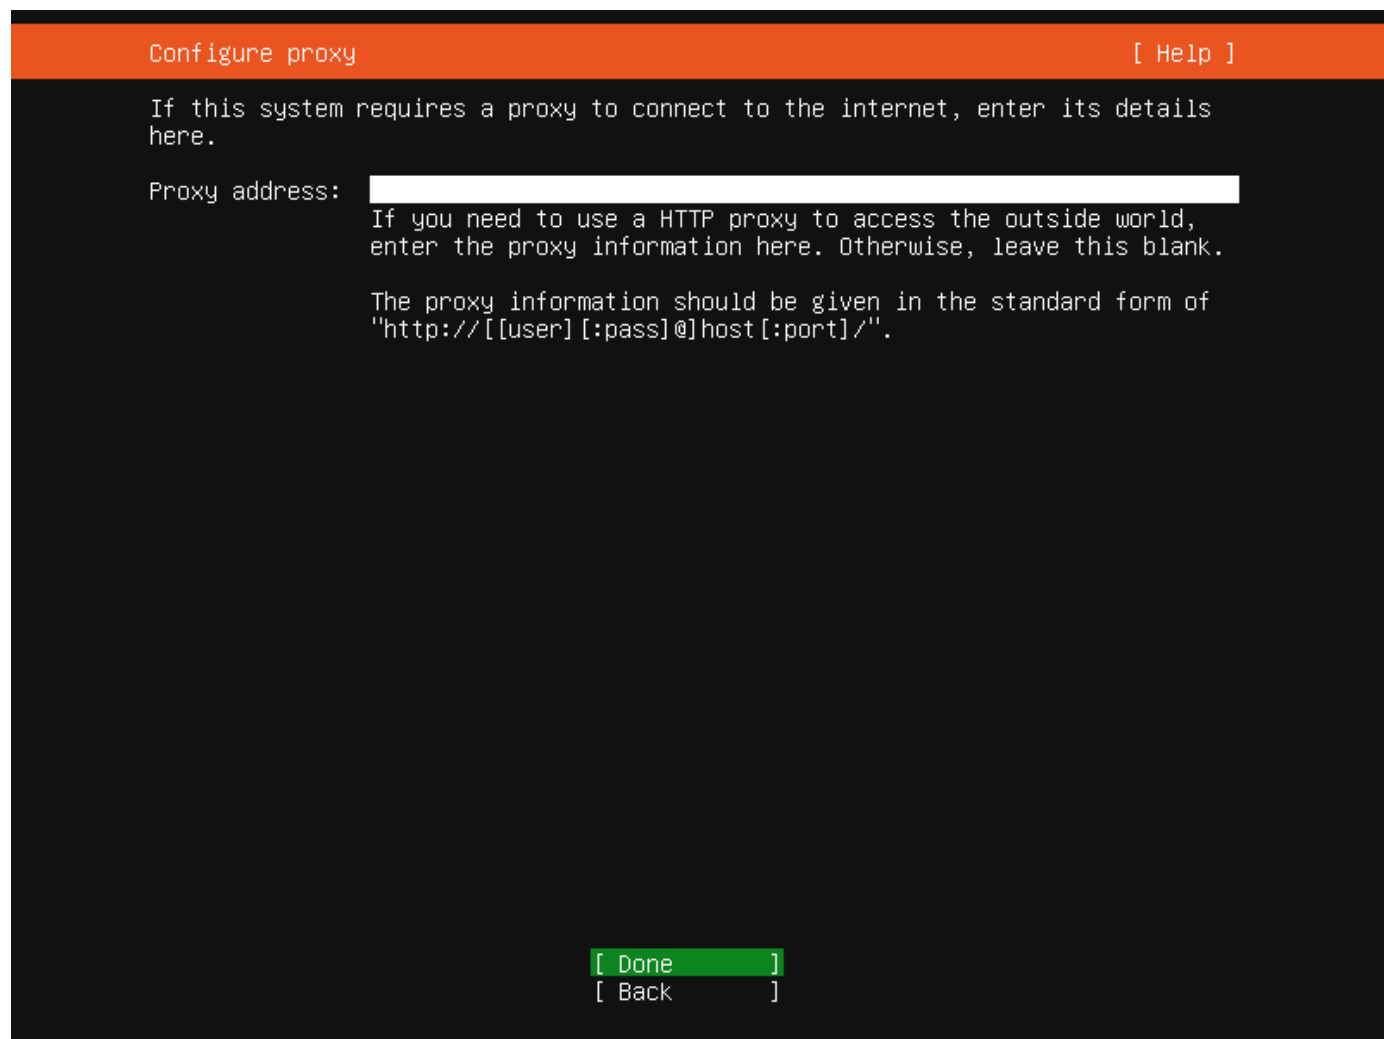 Configure proxy [ Help ]
If this system requires a proxy to connect to the internet, enter its details
here.
Proxy address:
If you need to use a HTTP proxy to access the outside world,
enter the proxy information here. Otherwise, leave this blank.
The proxy information should be given in the standard form of
"http://[[user][:pass]@]host[:port]/".
[ Done ]
[ Back ]